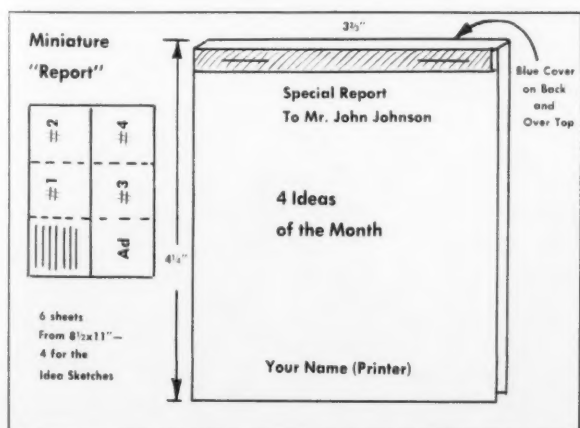 Miniature
"Report"
#2
#4
#1
#3
Ad
6 sheets
From 8½x11"—
4 for the
Idea Sketches
3⅔"
4¼"
Special Report
To Mr. John Johnson
4 Ideas
of the Month
Your Name (Printer)
Blue Cover
on Back
and
Over Top